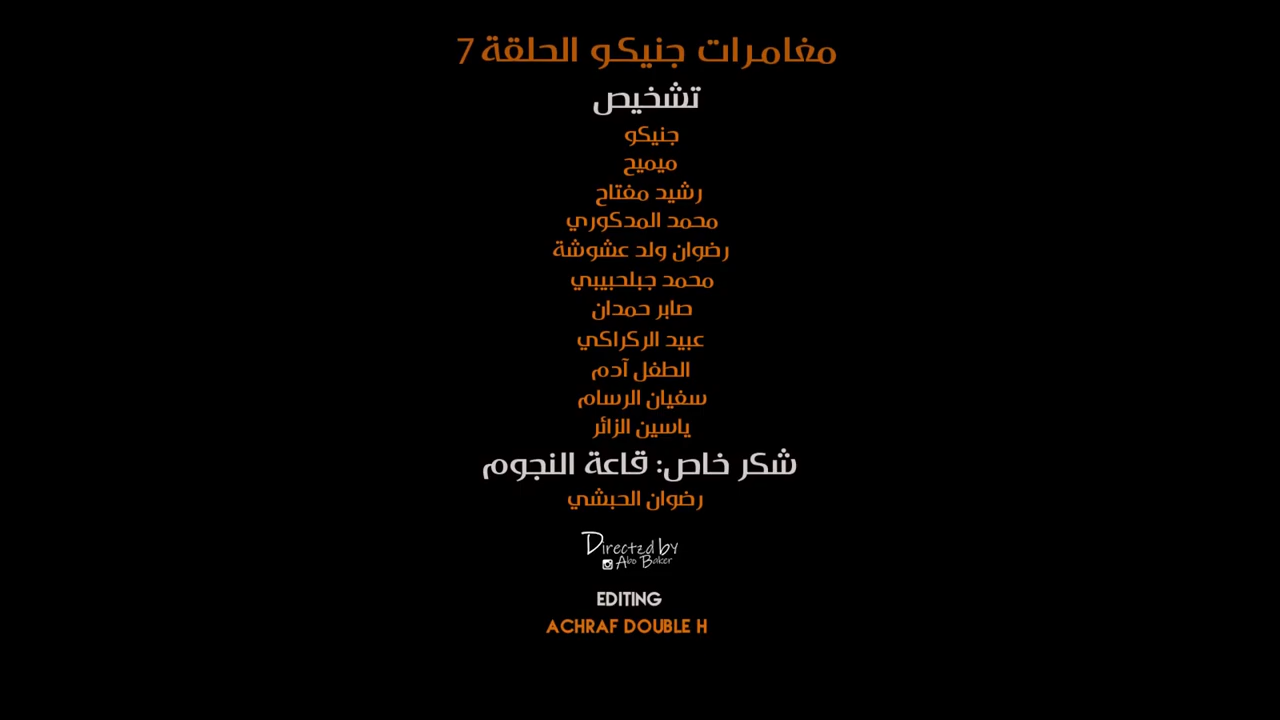 مغامرات جنيكو الحلقة 7
تشخيص
جنيكو
ميميح
رشيد مفتاح
محمد المدكوري
رضوان ولد عشوشة
محمد جبلحبيبي
صابر حمدان
عبيد الركراكي
الطفل آدم
سفيان الرسام
ياسين الزائر
شكر خاص: قاعة النجوم
رضوان الحبشي
Directed by
Abo Baker
EDITING
ACHRAF DOUBLE H